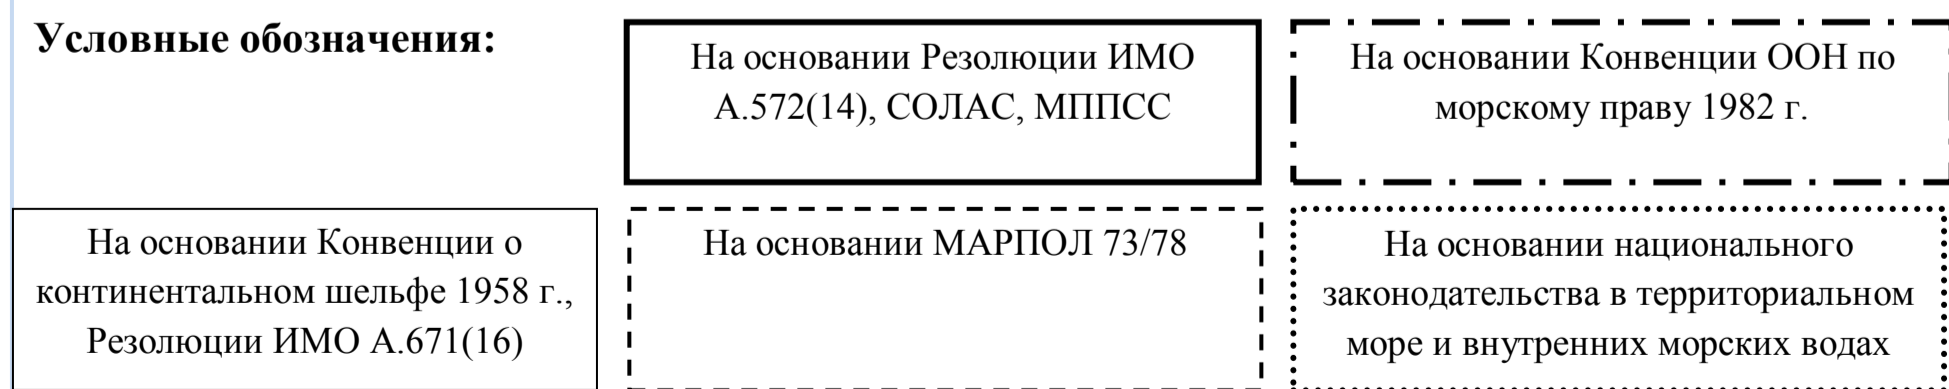 Условные обозначения:
На основании Резолюции ИМО
А.572(14), СОЛАС, МППСС
На основании Конвенции ООН по
морскому праву 1982 г.
На основании Конвенции о
континентальном шельфе 1958 г.,
Резолюции ИМО А.671(16)
На основании МАРПОЛ 73/78
На основании национального
законодательства в территориальном
море и внутренних морских водах